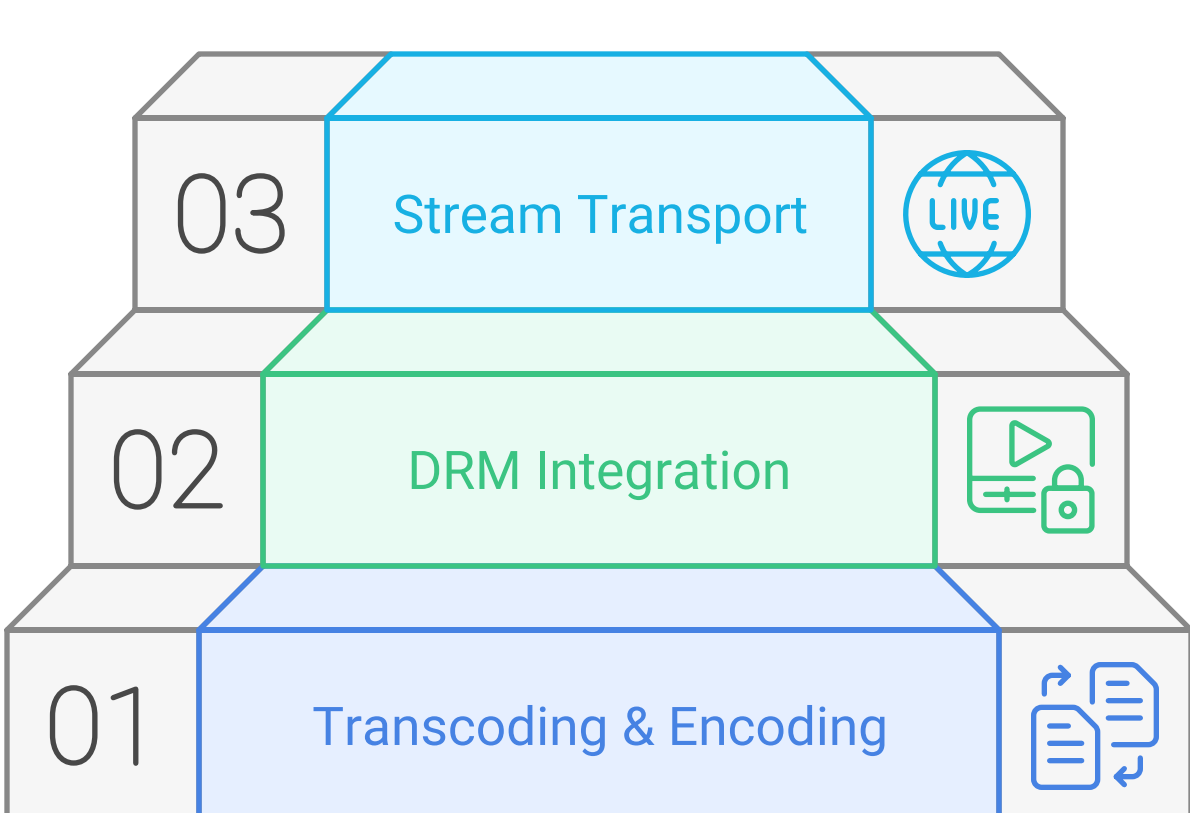 03
Stream Transport
LIVE
02
DRM Integration
01
Transcoding & Encoding